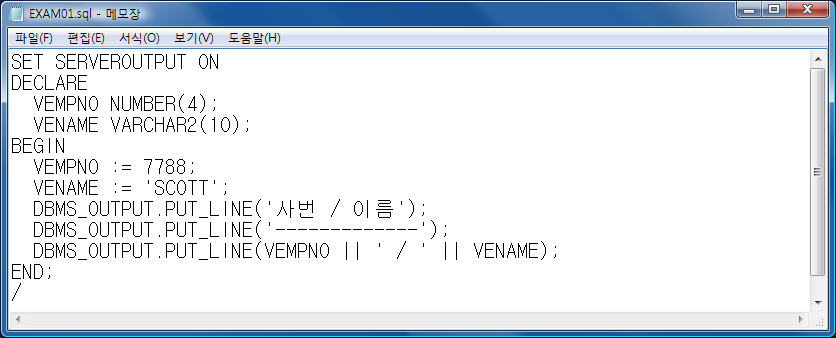 EXAM01.sql - 메모장
파일(F) 편집(E) 서식(O) 보기(V) 도움말(H)
SET SERVEROUTPUT ON
DECLARE
  VEMPNO NUMBER(4);
  VENAME VARCHAR2(10);
BEGIN
  VEMPNO := 7788;
  VENAME := 'SCOTT';
  DBMS_OUTPUT.PUT_LINE('사번 / 이름');
  DBMS_OUTPUT.PUT_LINE('-------------');
  DBMS_OUTPUT.PUT_LINE(VEMPNO || ' / ' || VENAME);
END;
/